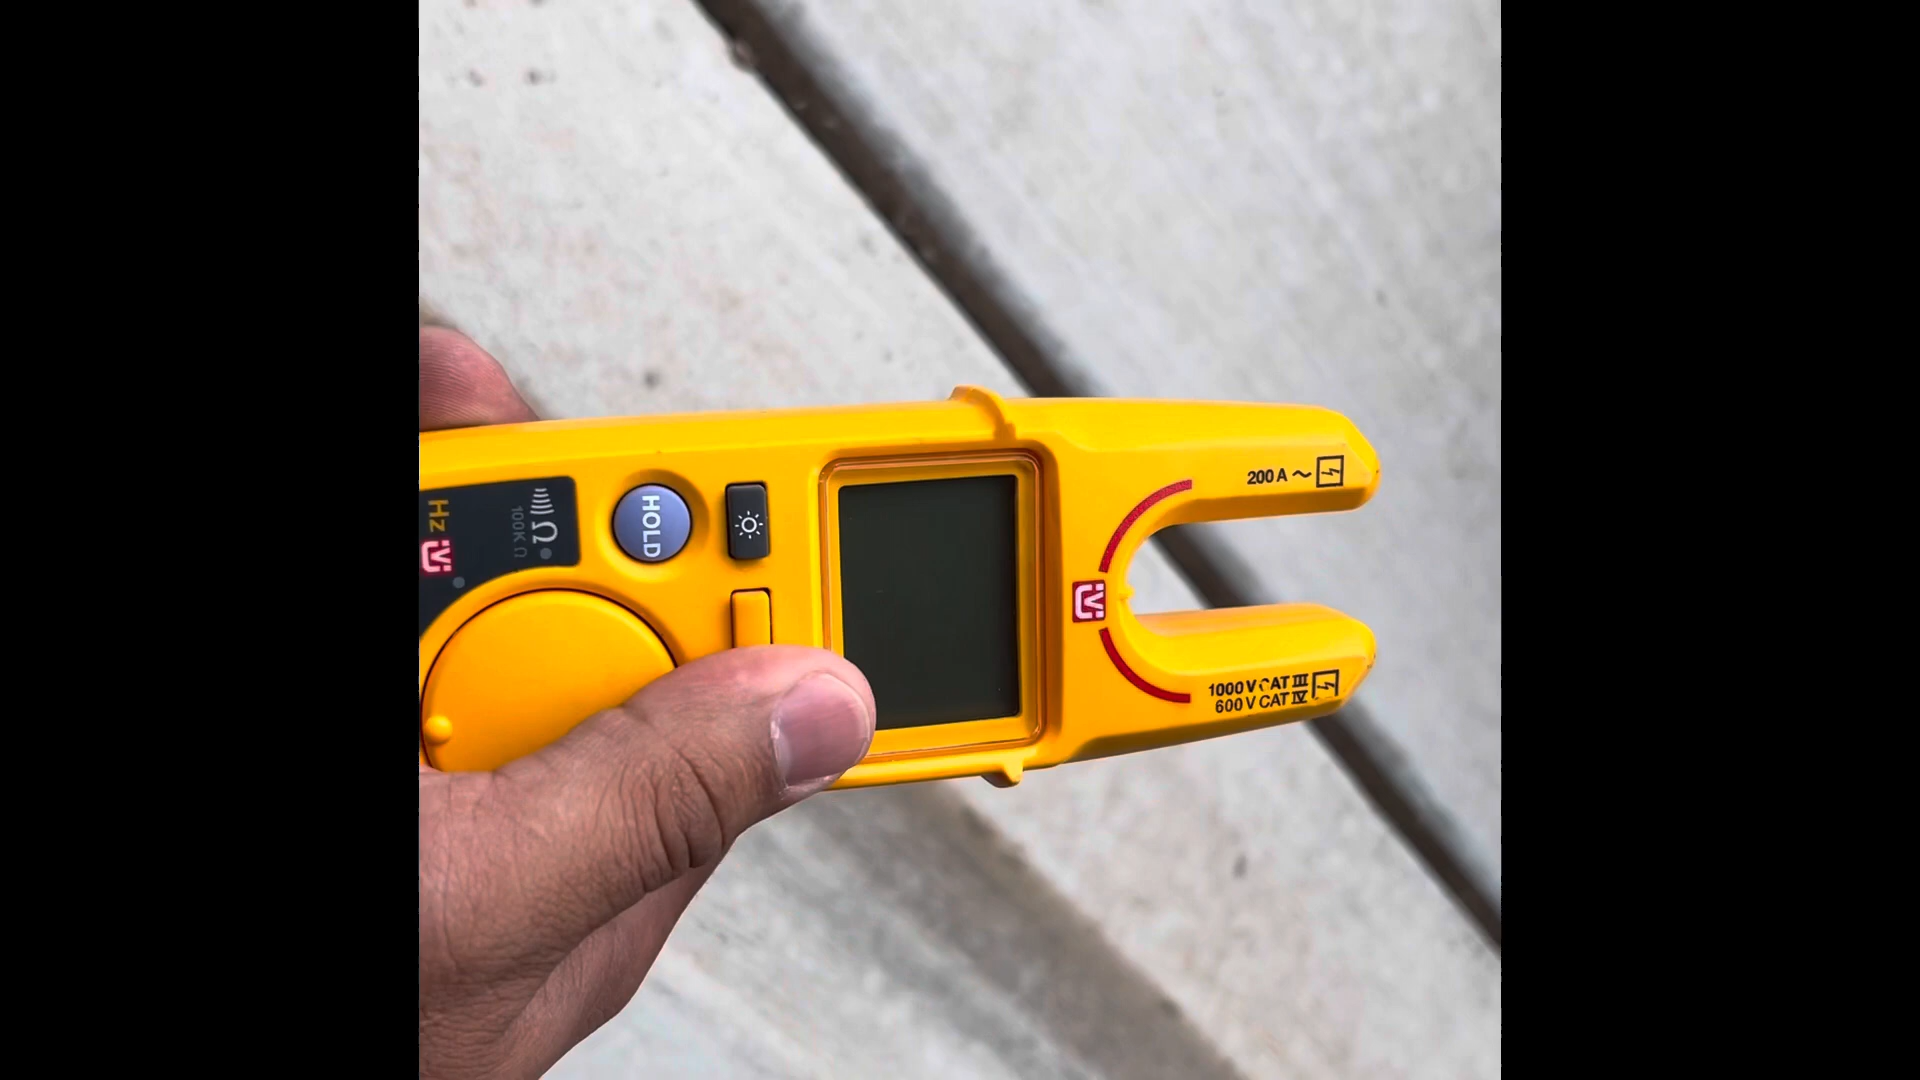 Hz
Ω
100K Ω
HOLD
V
200 A ~
1000 V CAT III
600 V CAT IV